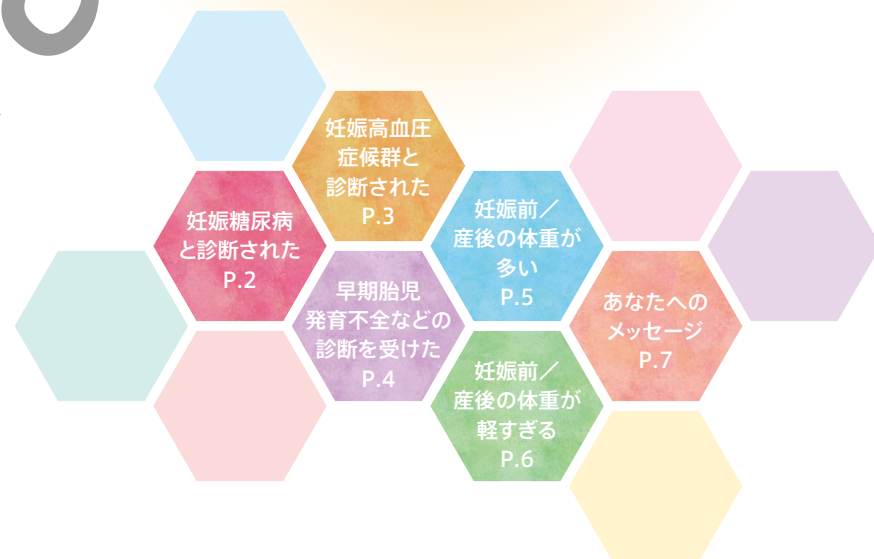 妊娠糖尿病
と診断された
P.2
妊娠高血圧
症候群と
診断された
P.3
早期胎児
発育不全などの
診断を受けた
P.4
妊娠前／
産後の体重が
多い
P.5
妊娠前／
産後の体重が
軽すぎる
P.6
あなたへの
メッセージ
P.7